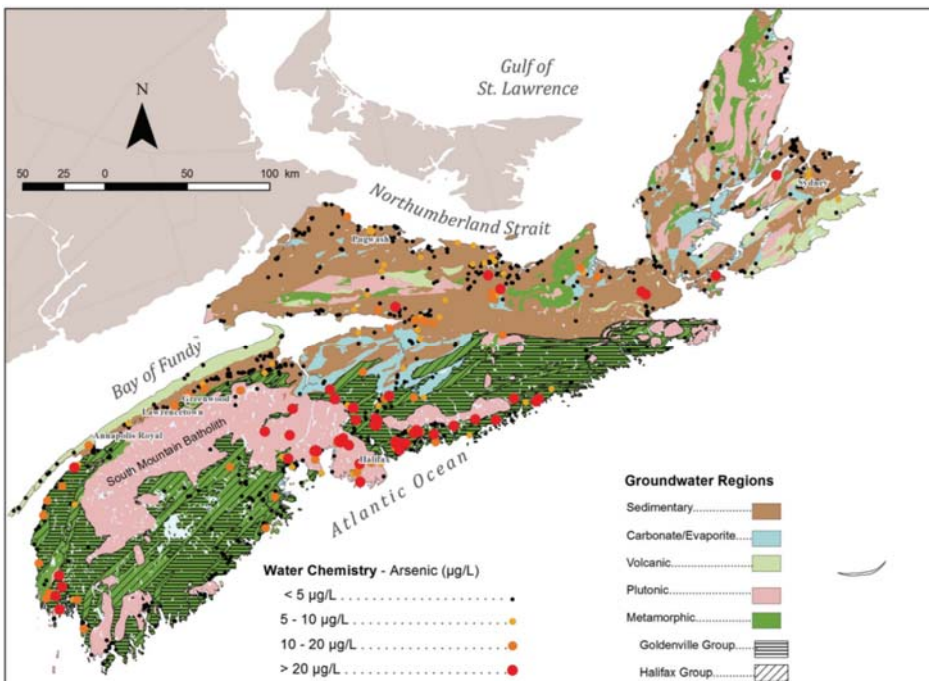 Gulf of
St. Lawrence
N
50 25 0 50 100 km
Northumberland Strait
Pugwash
Sydney
Bay of Fundy
Greenwood
Lawrencetown
Annapolis Royal
South Mountain Batholith
Halifax
Atlantic Ocean
Groundwater Regions
Sedimentary
Carbonate/Evaporite
Volcanic
Plutonic
Metamorphic
Goldenville Group
Halifax Group
Water Chemistry - Arsenic (µg/L)
< 5 µg/L
5 - 10 µg/L
10 - 20 µg/L
> 20 µg/L